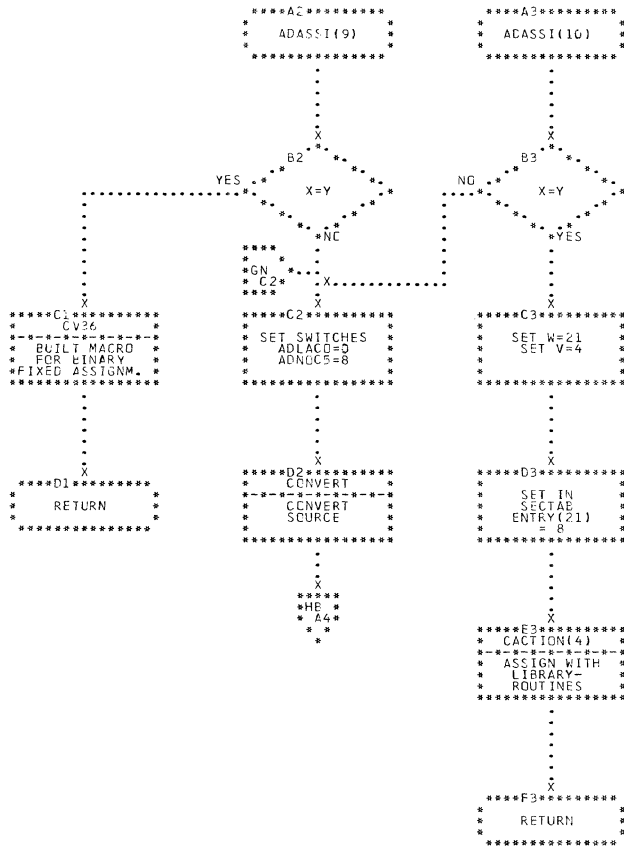 A2 A3
ADASSI(9) ADASSI(10)
B2 B3
YES X=Y NO X=Y
NO YES
GN
C2
C1 C2 C3
CV36
BUILT MACRO
FOR BINARY
FIXED ASSIGNM.
SET SWITCHES
ADLAC0=0
ADNOC5=8
SET W=21
SET V=4
D1 D2 D3
RETURN
CONVERT
CONVERT
SOURCE
SET IN
SECTAB
ENTRY(21)
= 8
HB
A4
E3
CACTION(4)
ASSIGN WITH
LIBRARY-
ROUTINES
F3
RETURN